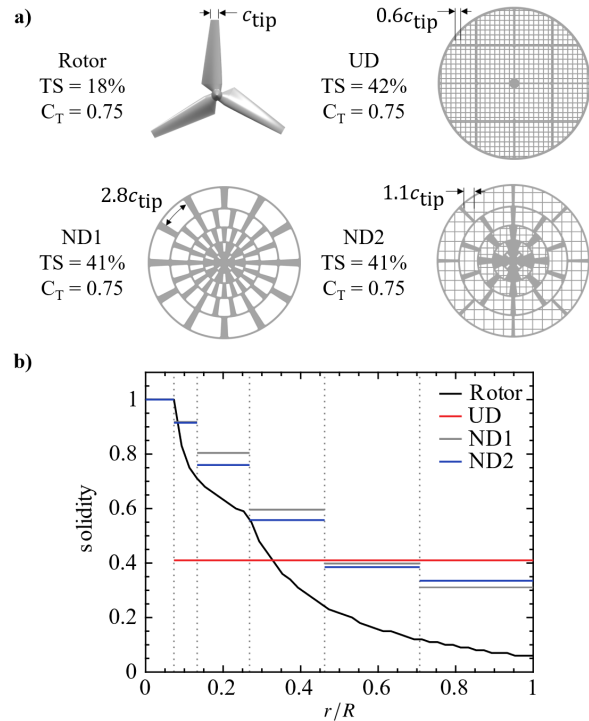 a)
Rotor
TS = 18%
C_T = 0.75
c_tip
UD
TS = 42%
C_T = 0.75
0.6c_tip
ND1
TS = 41%
C_T = 0.75
2.8c_tip
ND2
TS = 41%
C_T = 0.75
1.1c_tip
b)
solidity
1
0.8
0.6
0.4
0.2
0
Rotor
UD
ND1
ND2
0 0.2 0.4 0.6 0.8 1
r/R